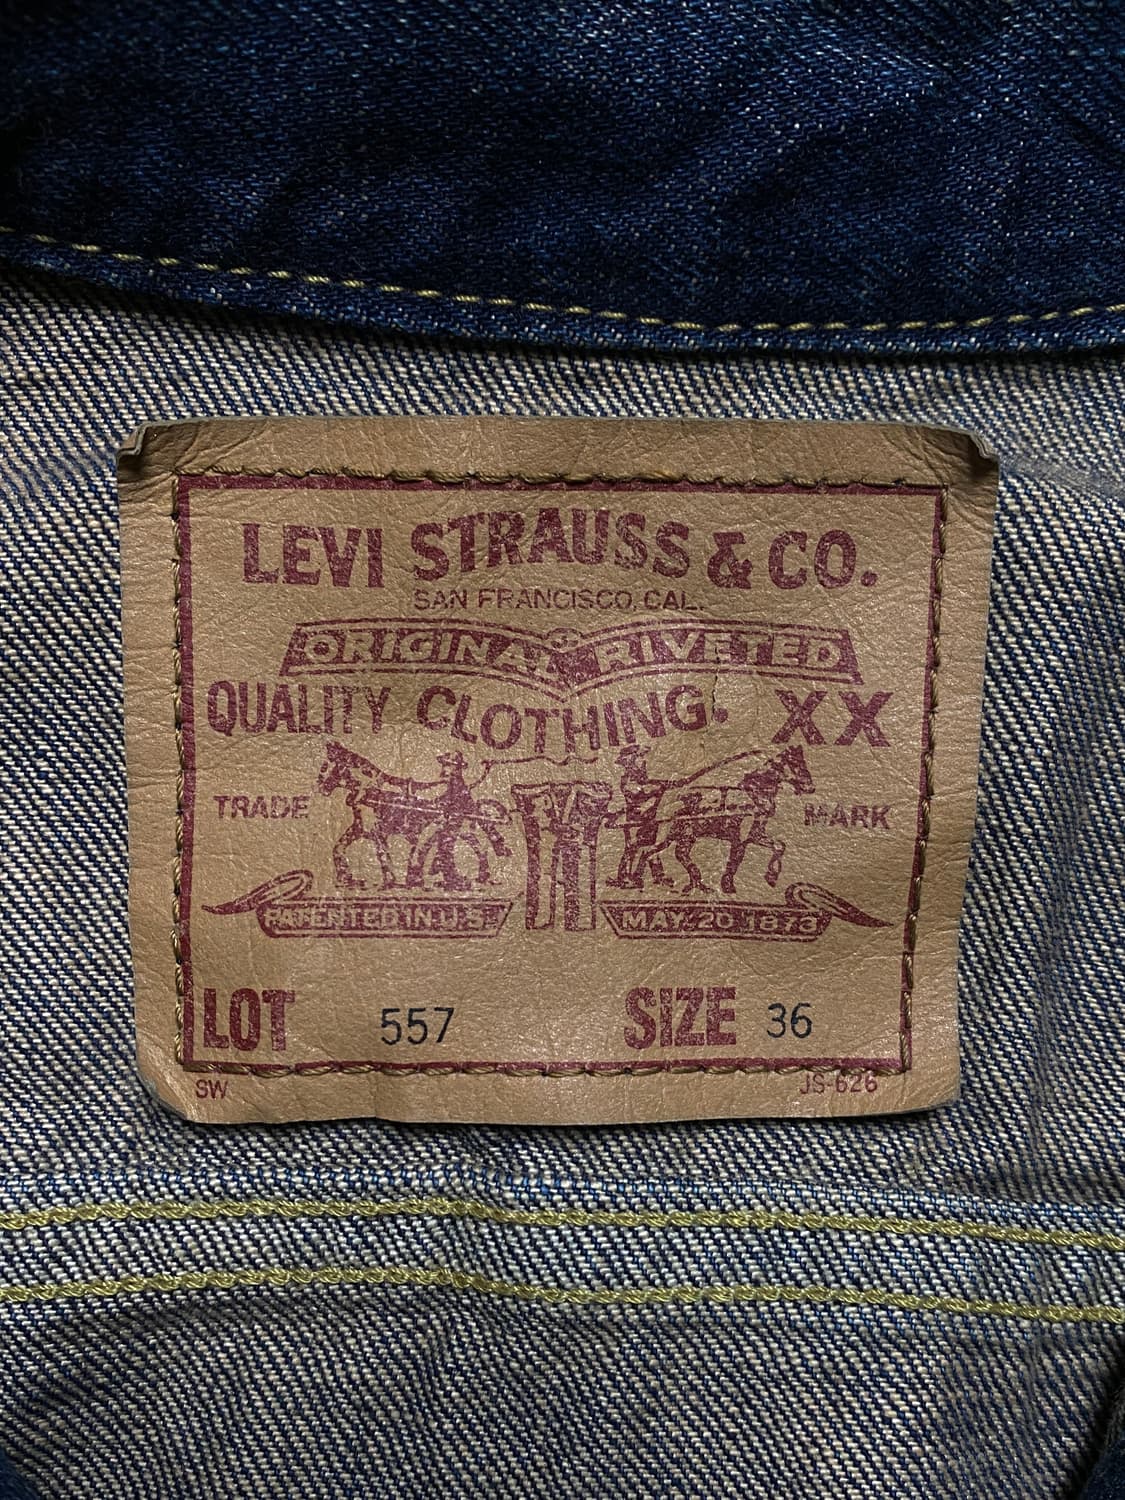 LEVI STRAUSS & CO.
SAN FRANCISCO, CAL.
ORIGINAL RIVETED
QUALITY CLOTHING. XX
TRADE MARK
PATENTED IN U.S. MAY 20 1873
LOT 557 SIZE 36
SW JS-626